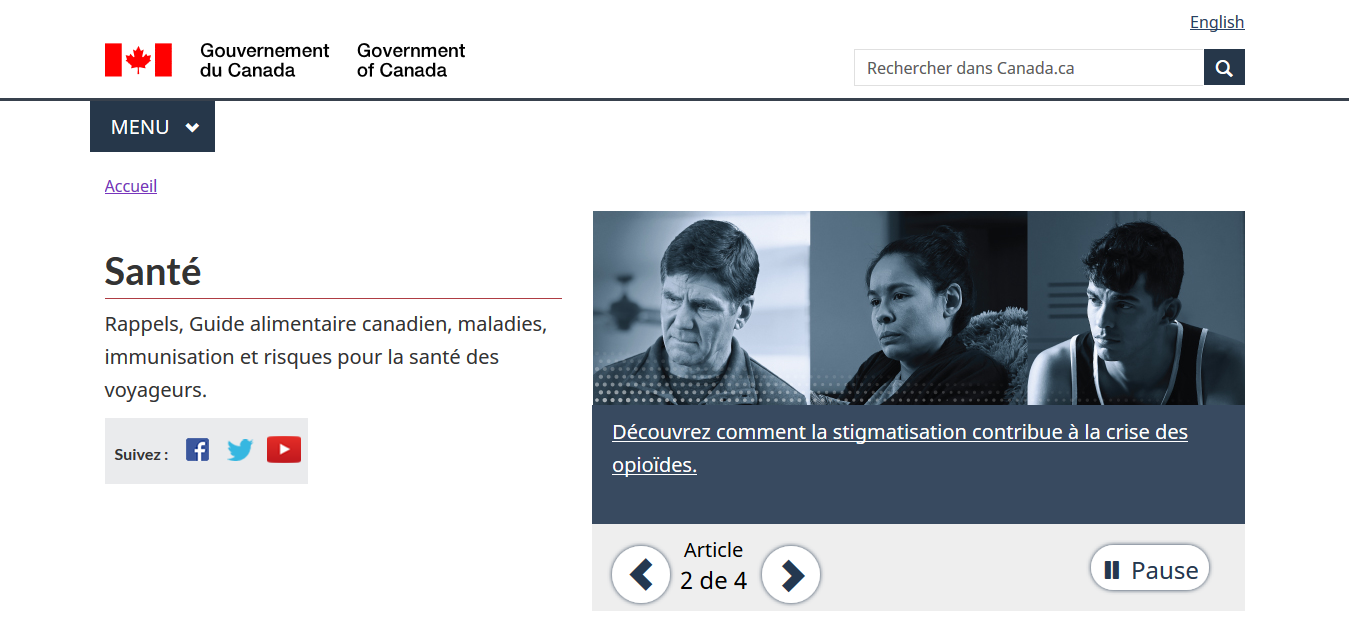 English
Gouvernement
du Canada
Government
of Canada
Rechercher dans Canada.ca
MENU
Accueil
Santé
Rappels, Guide alimentaire canadien, maladies,
immunisation et risques pour la santé des
voyageurs.
Suivez :
Découvrez comment la stigmatisation contribue à la crise des
opioïdes.
Article
2 de 4
Pause